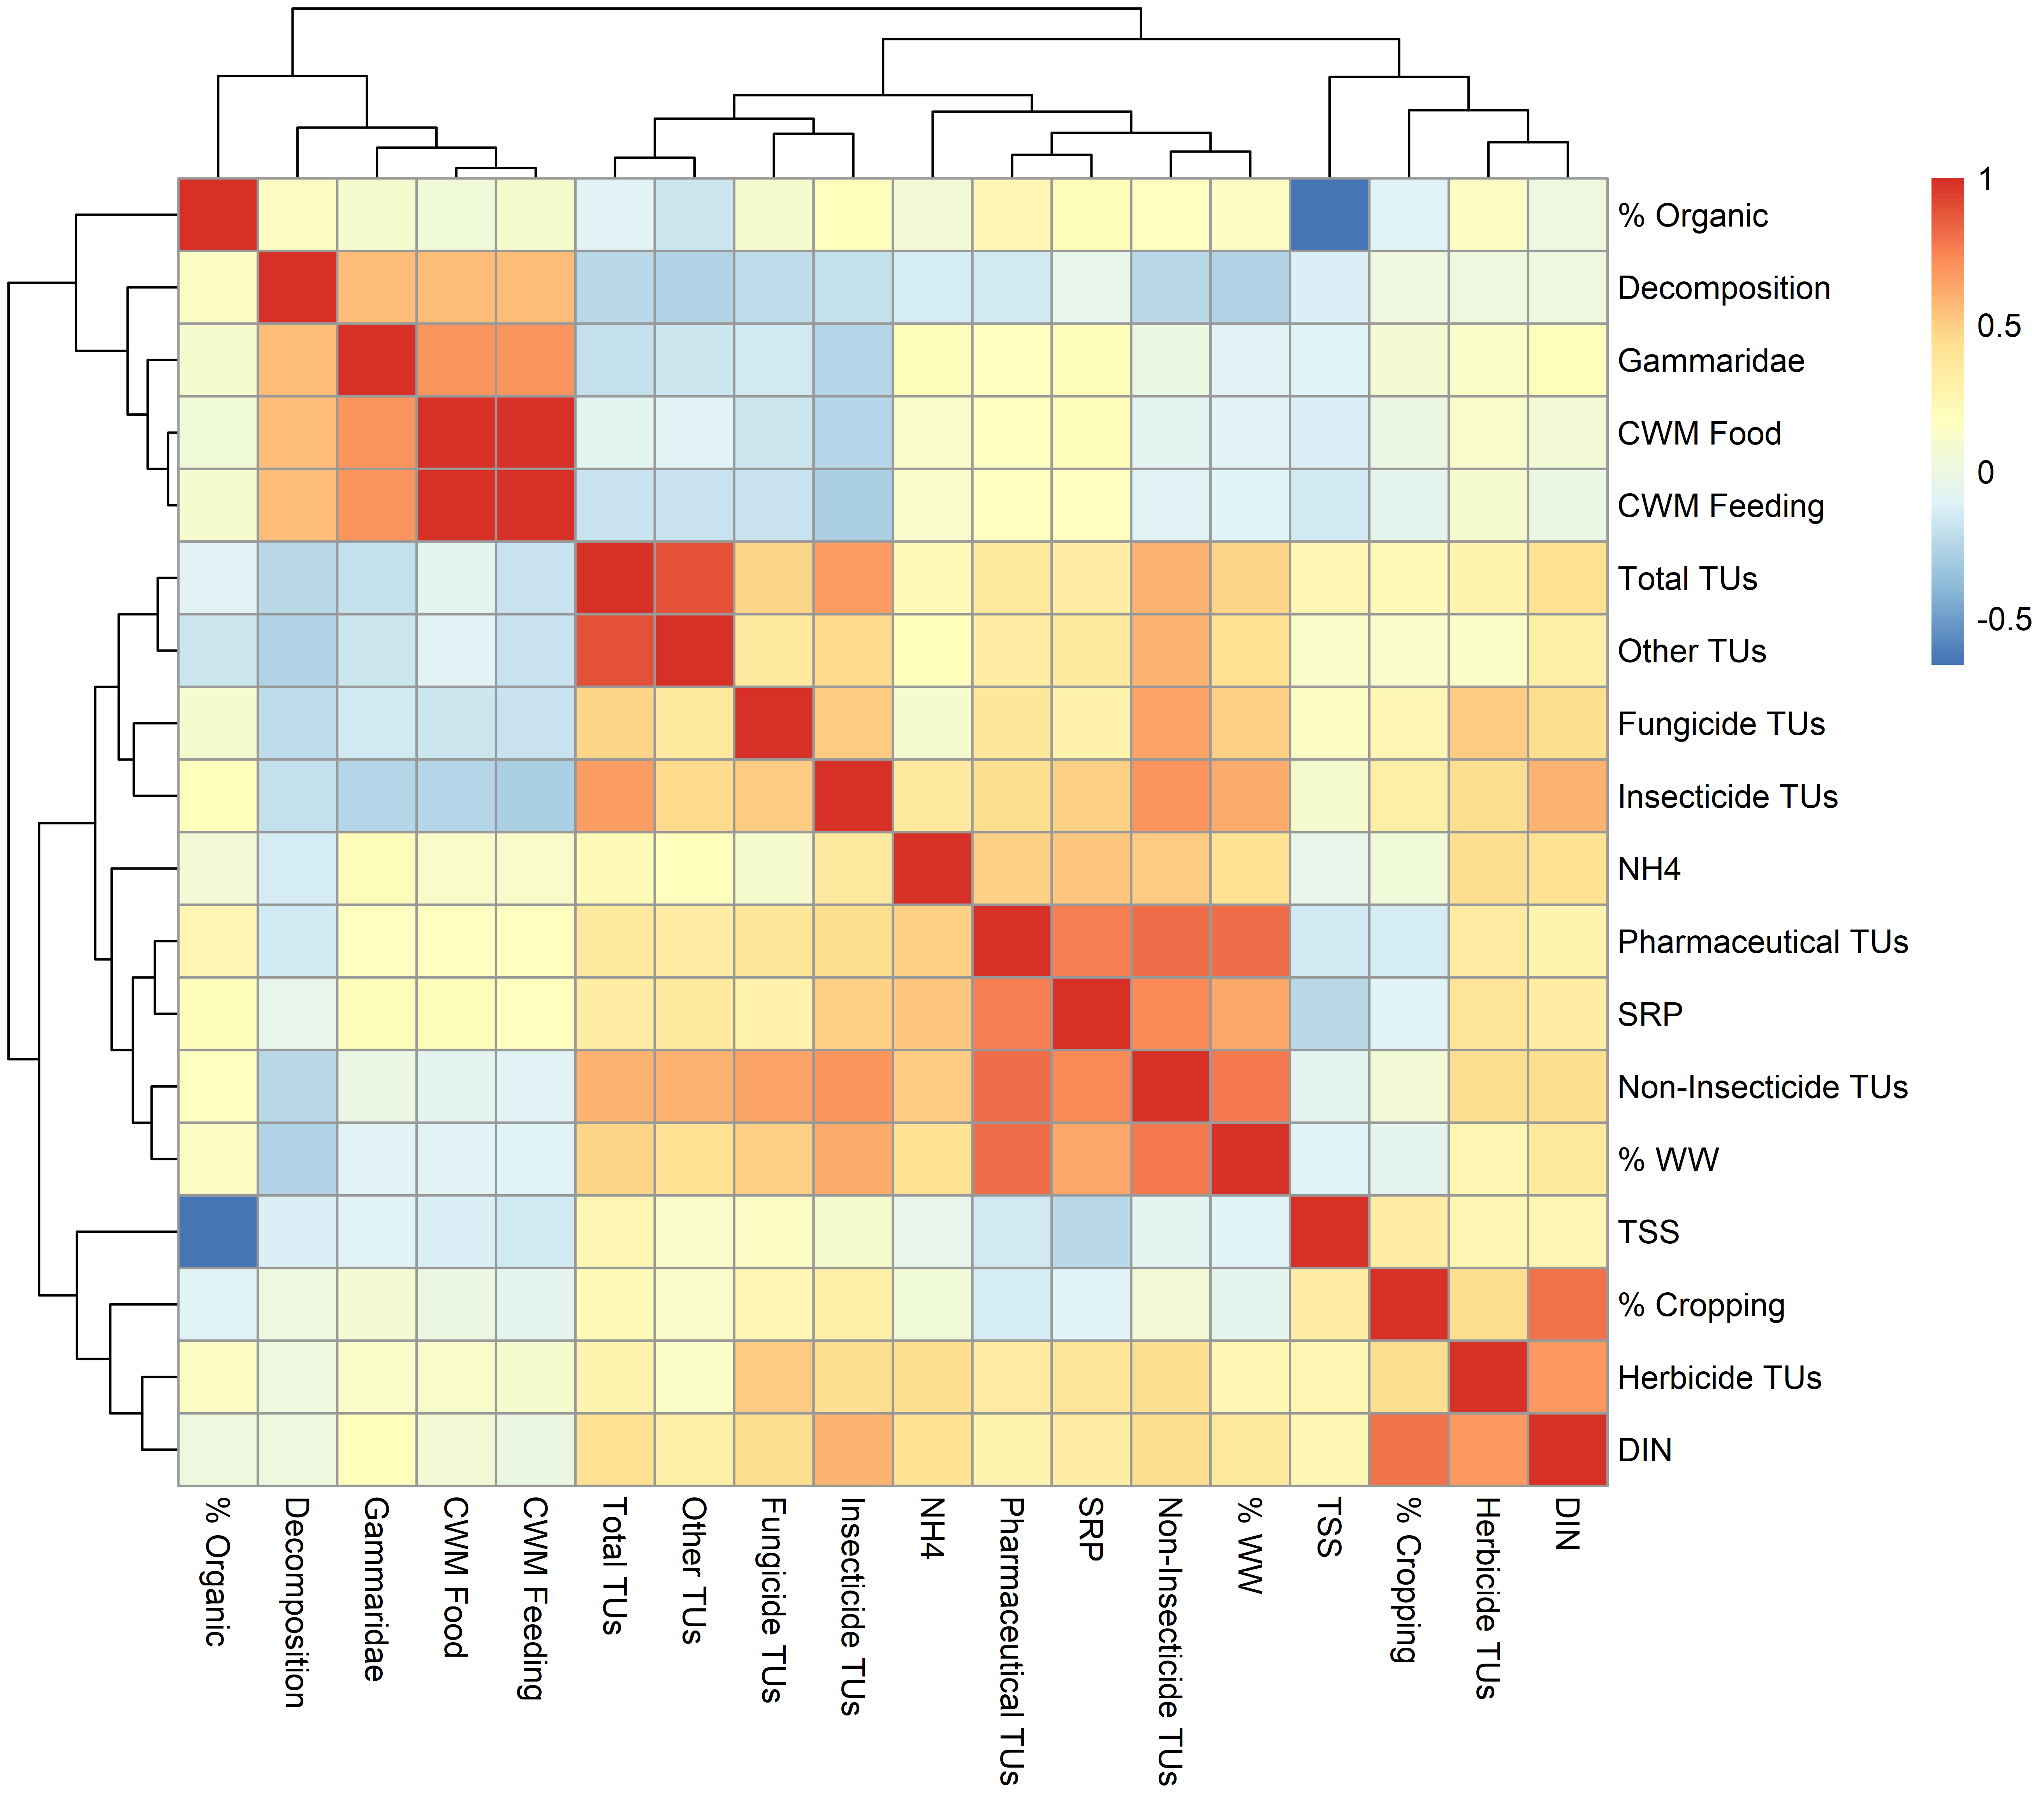 1
0.5
0
-0.5
% Organic
Decomposition
Gammaridae
CWM Food
CWM Feeding
Total TUs
Other TUs
Fungicide TUs
Insecticide TUs
NH4
Pharmaceutical TUs
SRP
Non-Insecticide TUs
% WW
TSS
% Cropping
Herbicide TUs
DIN
% Organic
Decomposition
Gammaridae
CWM Food
CWM Feeding
Total TUs
Other TUs
Fungicide TUs
Insecticide TUs
NH4
Pharmaceutical TUs
SRP
Non-Insecticide TUs
% WW
TSS
% Cropping
Herbicide TUs
DIN